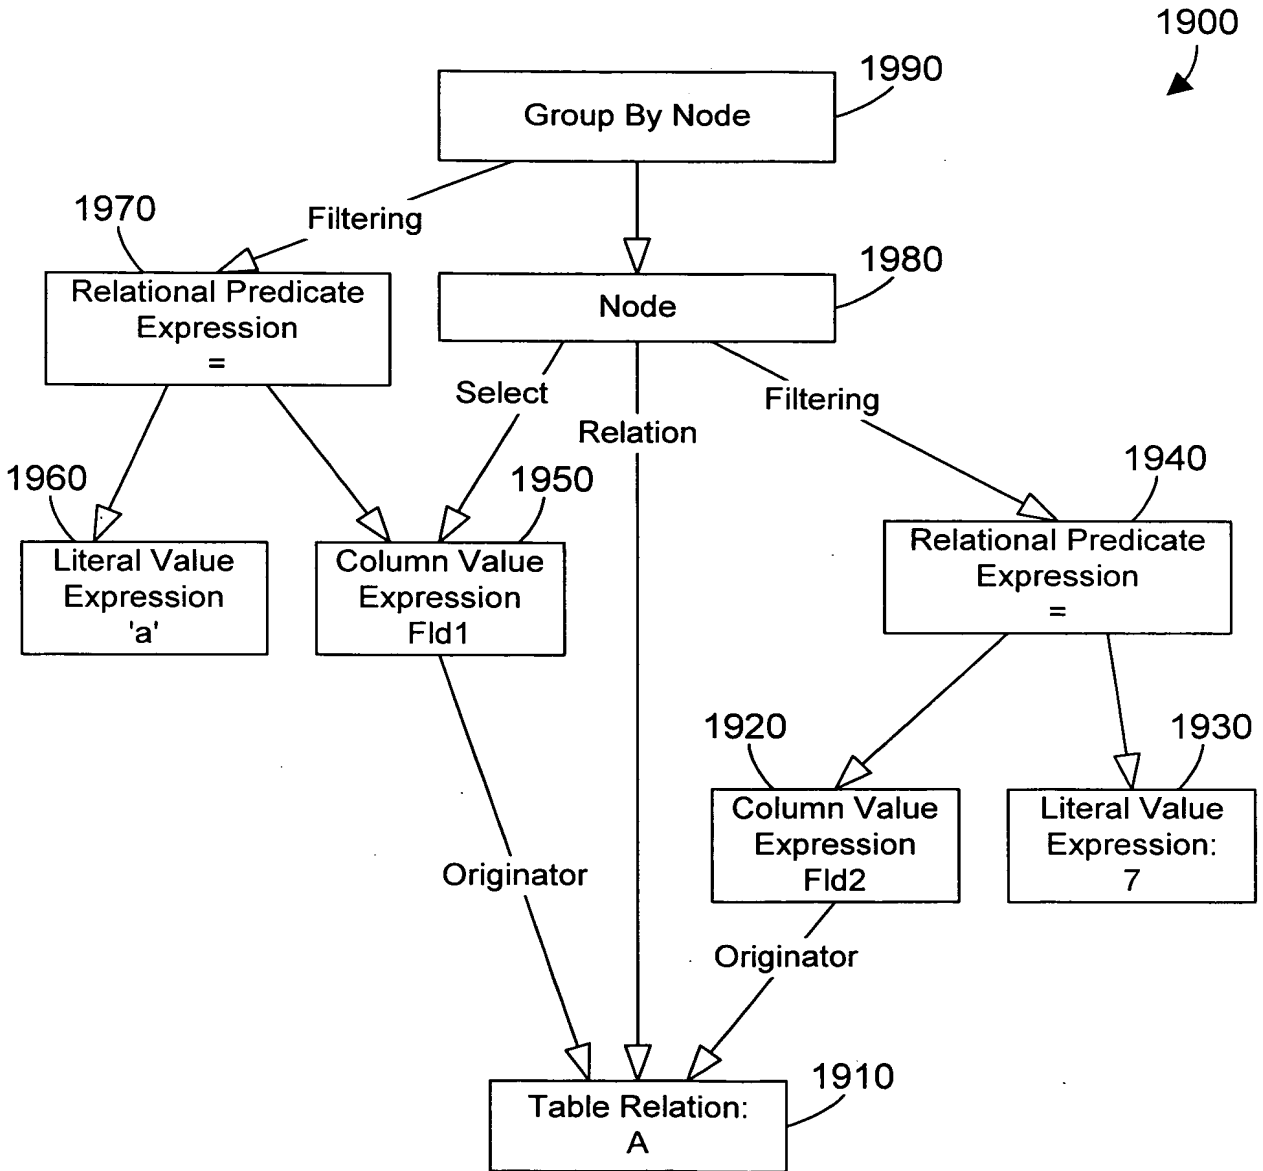 1900
1990
Group By Node
1970
Filtering
1980
Relational Predicate
Expression
=
Node
Select
Filtering
Relation
1960
1950
1940
Literal Value
Expression
'a'
Column Value
Expression
Fld1
Relational Predicate
Expression
=
1920
1930
Column Value
Expression
Fld2
Literal Value
Expression:
7
Originator
Originator
1910
Table Relation:
A